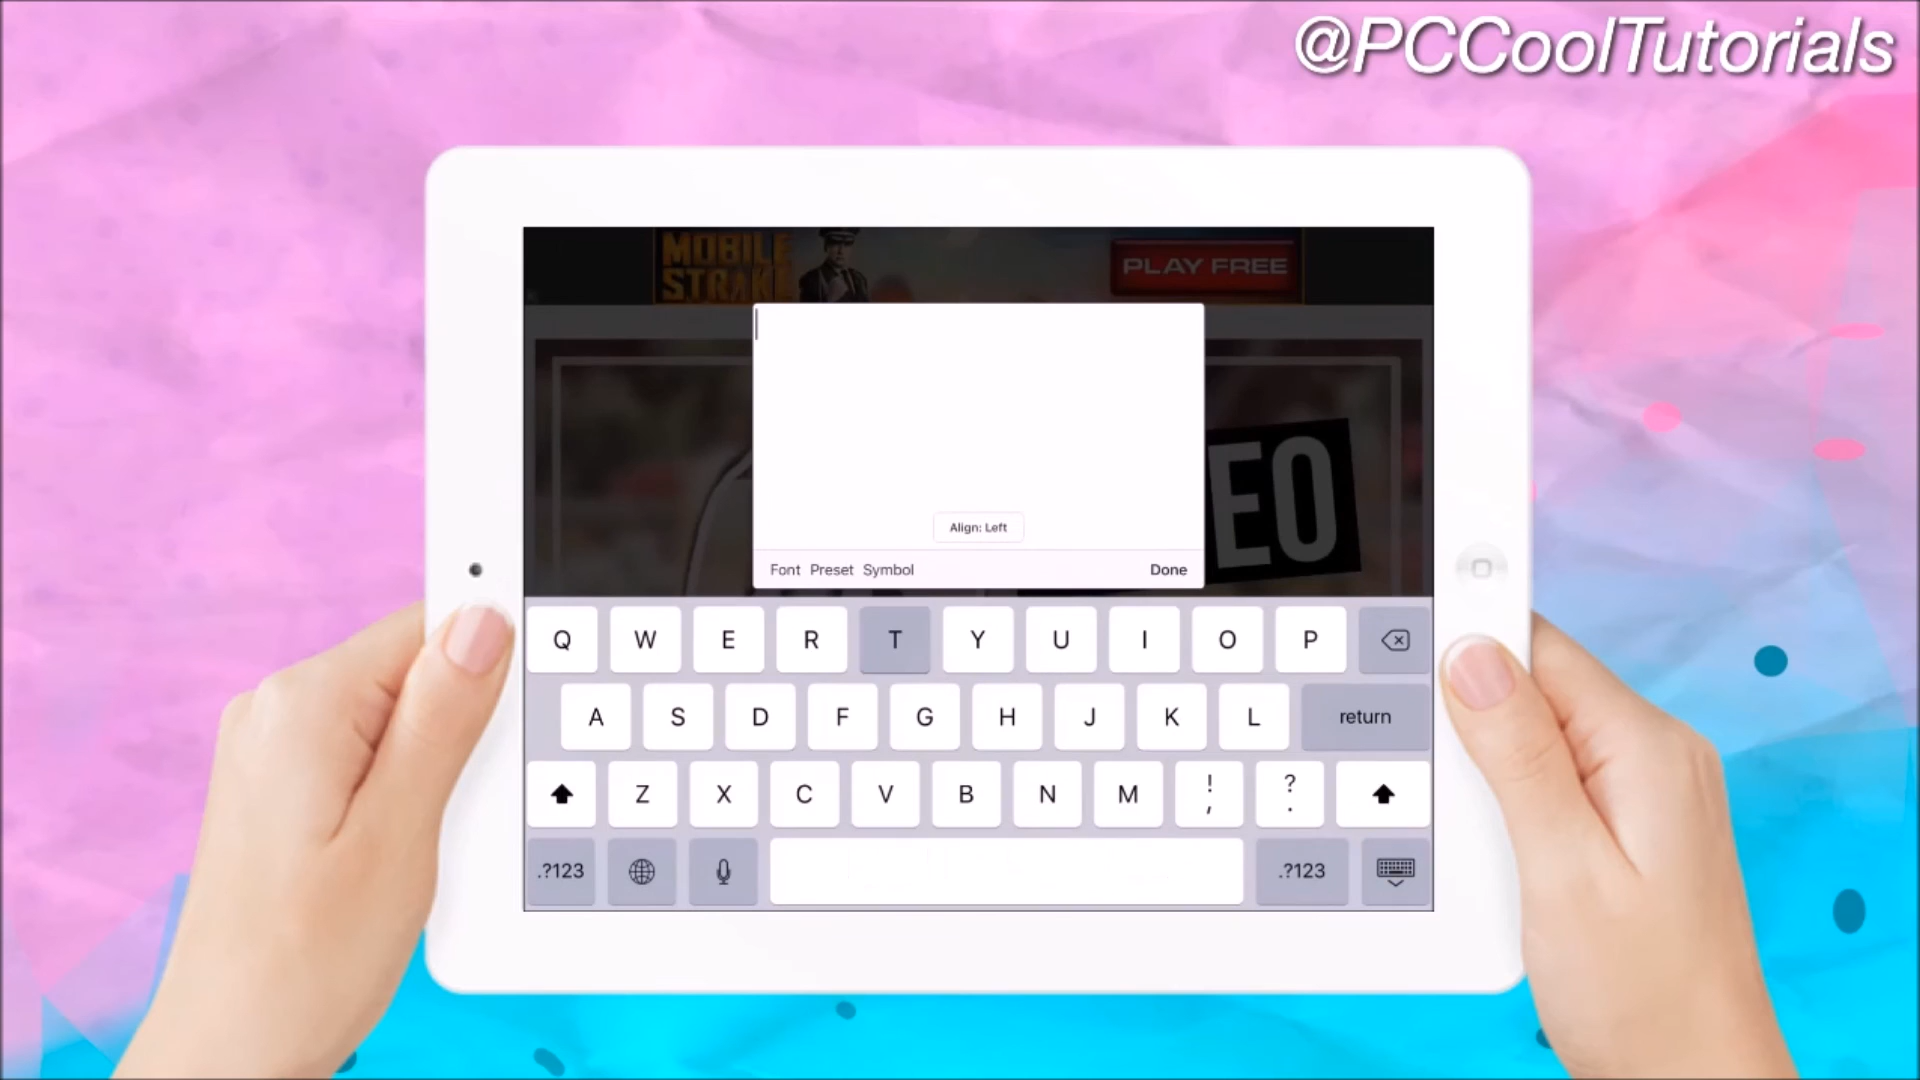 @PCCoolTutorials
MOBILE
STRIKE
PLAY FREE
EO
Align: Left
Font Preset Symbol Done
Q W E R T Y U I O P
A S D F G H J K L return
Z X C V B N M ! , ? .
.?123 .?123